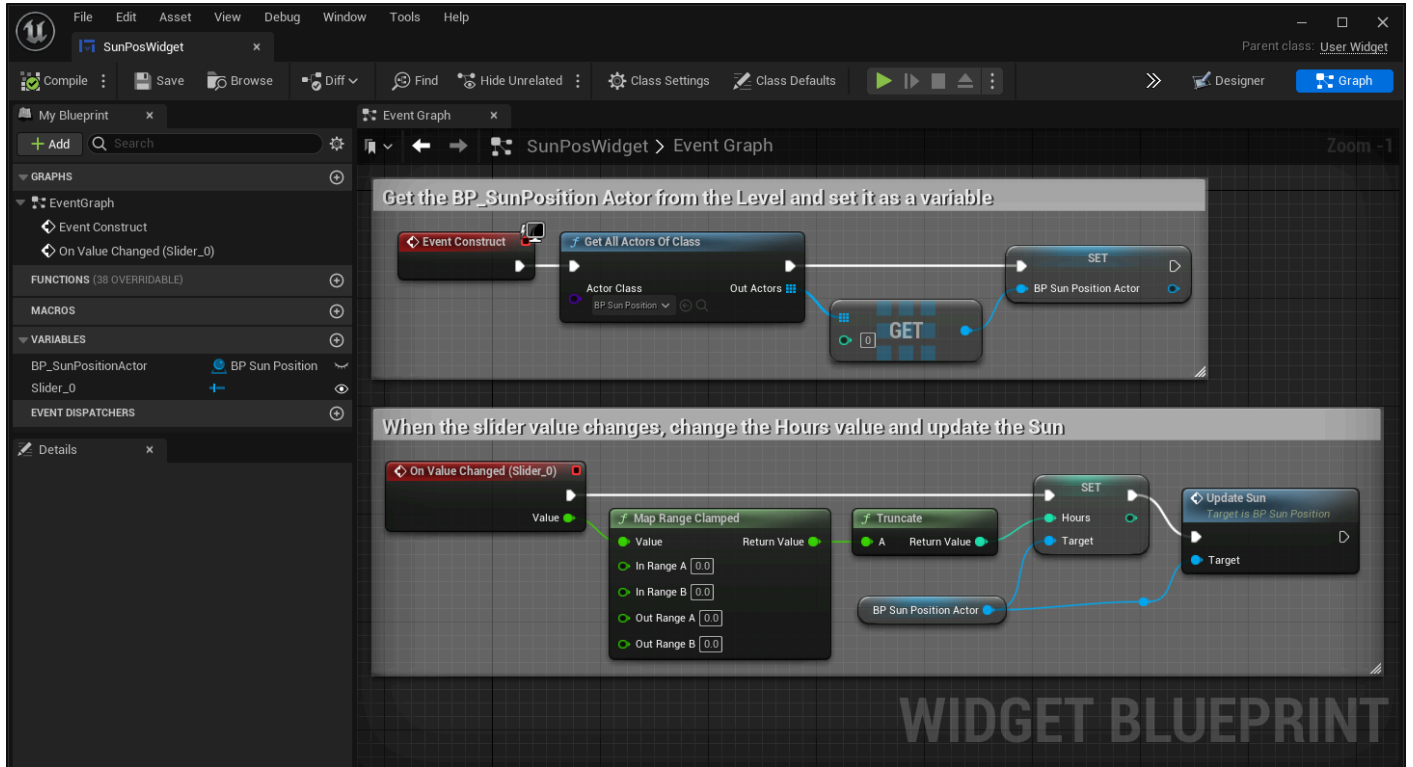 File Edit Asset View Debug Window Tools Help
SunPosWidget
Parent class: User Widget
Compile Save Browse Diff Find Hide Unrelated Class Settings Class Defaults Designer Graph
My Blueprint
Event Graph
+ Add Search
SunPosWidget > Event Graph
Zoom -1
GRAPHS
EventGraph
Event Construct
On Value Changed (Slider_0)
FUNCTIONS (38 OVERRIDABLE)
MACROS
VARIABLES
BP_SunPositionActor BP Sun Position
Slider_0
EVENT DISPATCHERS
Details
Get the BP_SunPosition Actor from the Level and set it as a variable
Event Construct
f Get All Actors Of Class
Actor Class Out Actors
BP Sun Position
GET
0
SET
BP Sun Position Actor
When the slider value changes, change the Hours value and update the Sun
On Value Changed (Slider_0)
Value
f Map Range Clamped
Value Return Value
In Range A 0.0
In Range B 0.0
Out Range A 0.0
Out Range B 0.0
f Truncate
A Return Value
BP Sun Position Actor
SET
Hours
Target
Update Sun
Target is BP Sun Position
Target
WIDGET BLUEPRINT